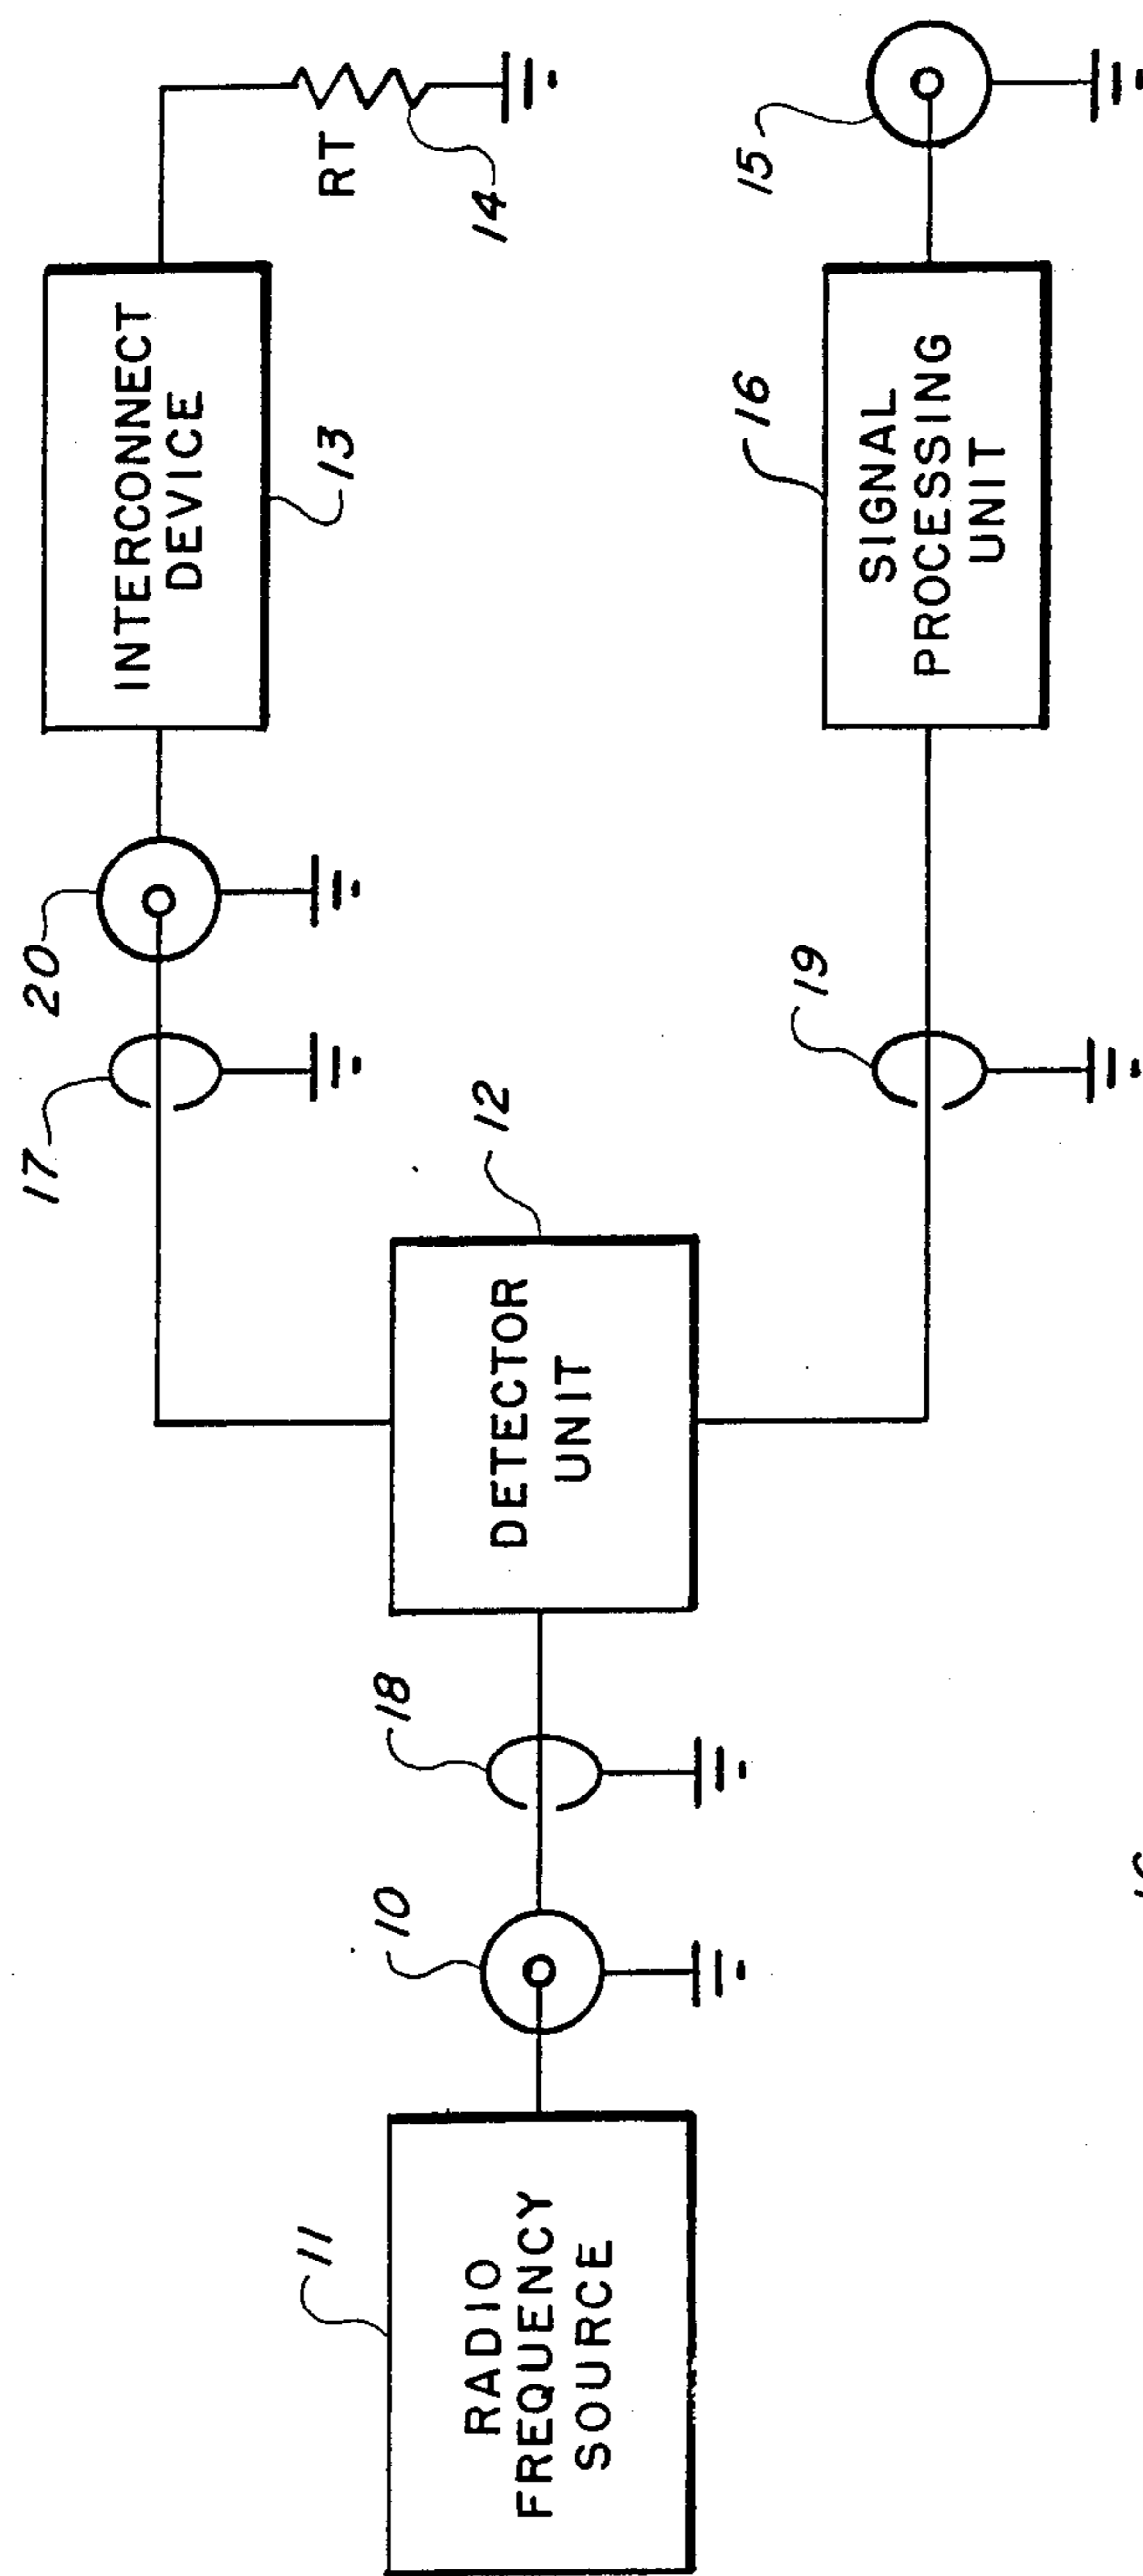 11
RADIO
FREQUENCY
SOURCE
10
18
DETECTOR
UNIT
12
17
20
INTERCONNECT
DEVICE
13
RT
14
19
16
SIGNAL
PROCESSING
UNIT
15